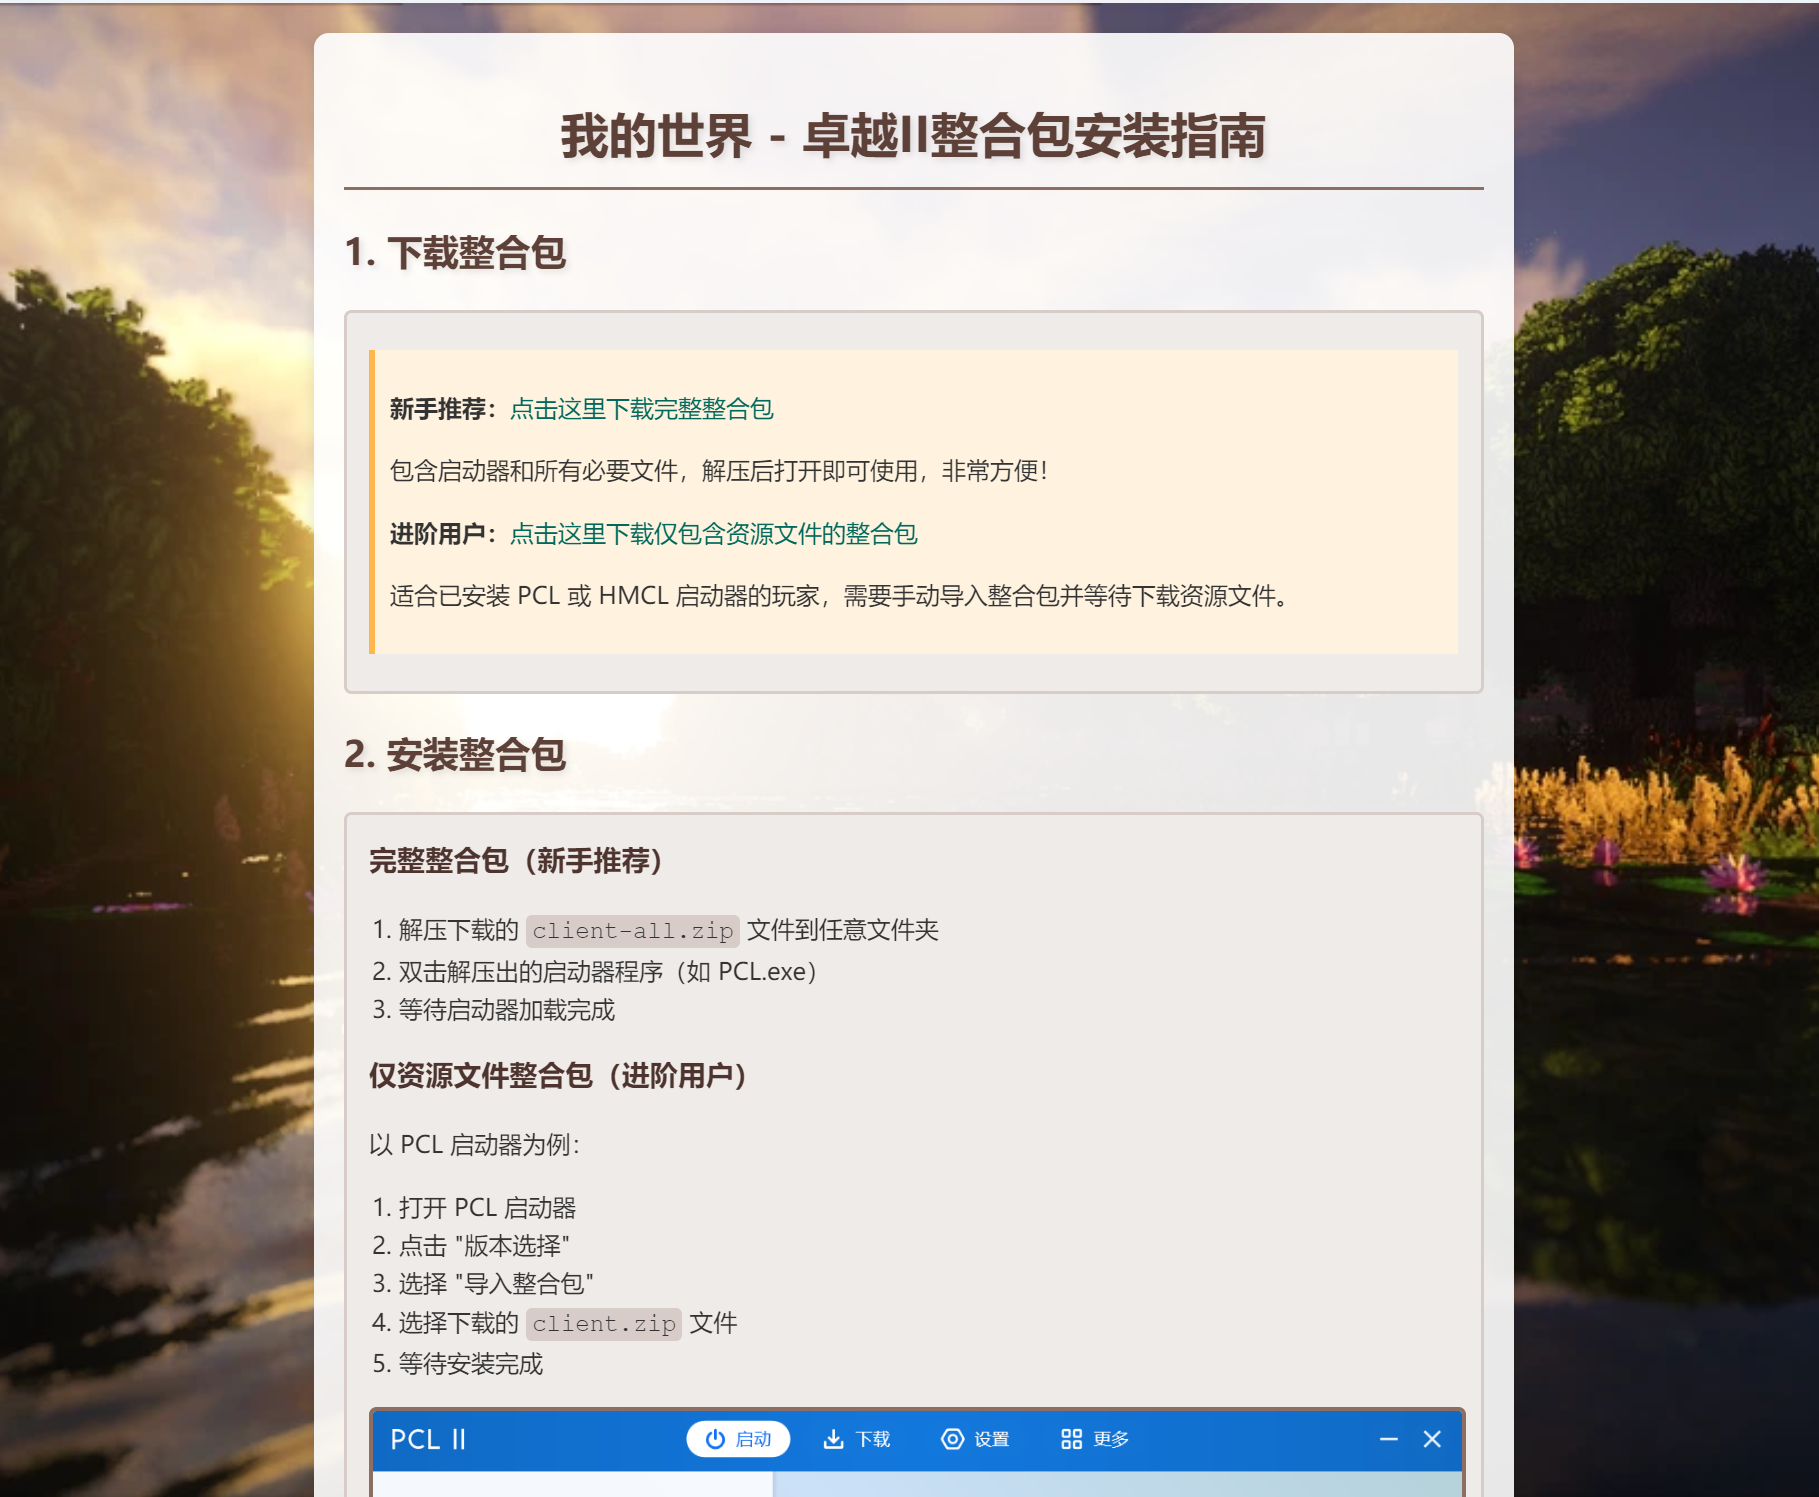 我的世界 - 卓越II整合包安装指南
1. 下载整合包
新手推荐：点击这里下载完整整合包
包含启动器和所有必要文件，解压后打开即可使用，非常方便！
进阶用户：点击这里下载仅包含资源文件的整合包
适合已安装 PCL 或 HMCL 启动器的玩家，需要手动导入整合包并等待下载资源文件。
2. 安装整合包
完整整合包（新手推荐）
1. 解压下载的 client-all.zip 文件到任意文件夹
2. 双击解压出的启动器程序（如 PCL.exe）
3. 等待启动器加载完成
仅资源文件整合包（进阶用户）
以 PCL 启动器为例：
1. 打开 PCL 启动器
2. 点击 "版本选择"
3. 选择 "导入整合包"
4. 选择下载的 client.zip 文件
5. 等待安装完成
PCL II 启动 下载 设置 更多